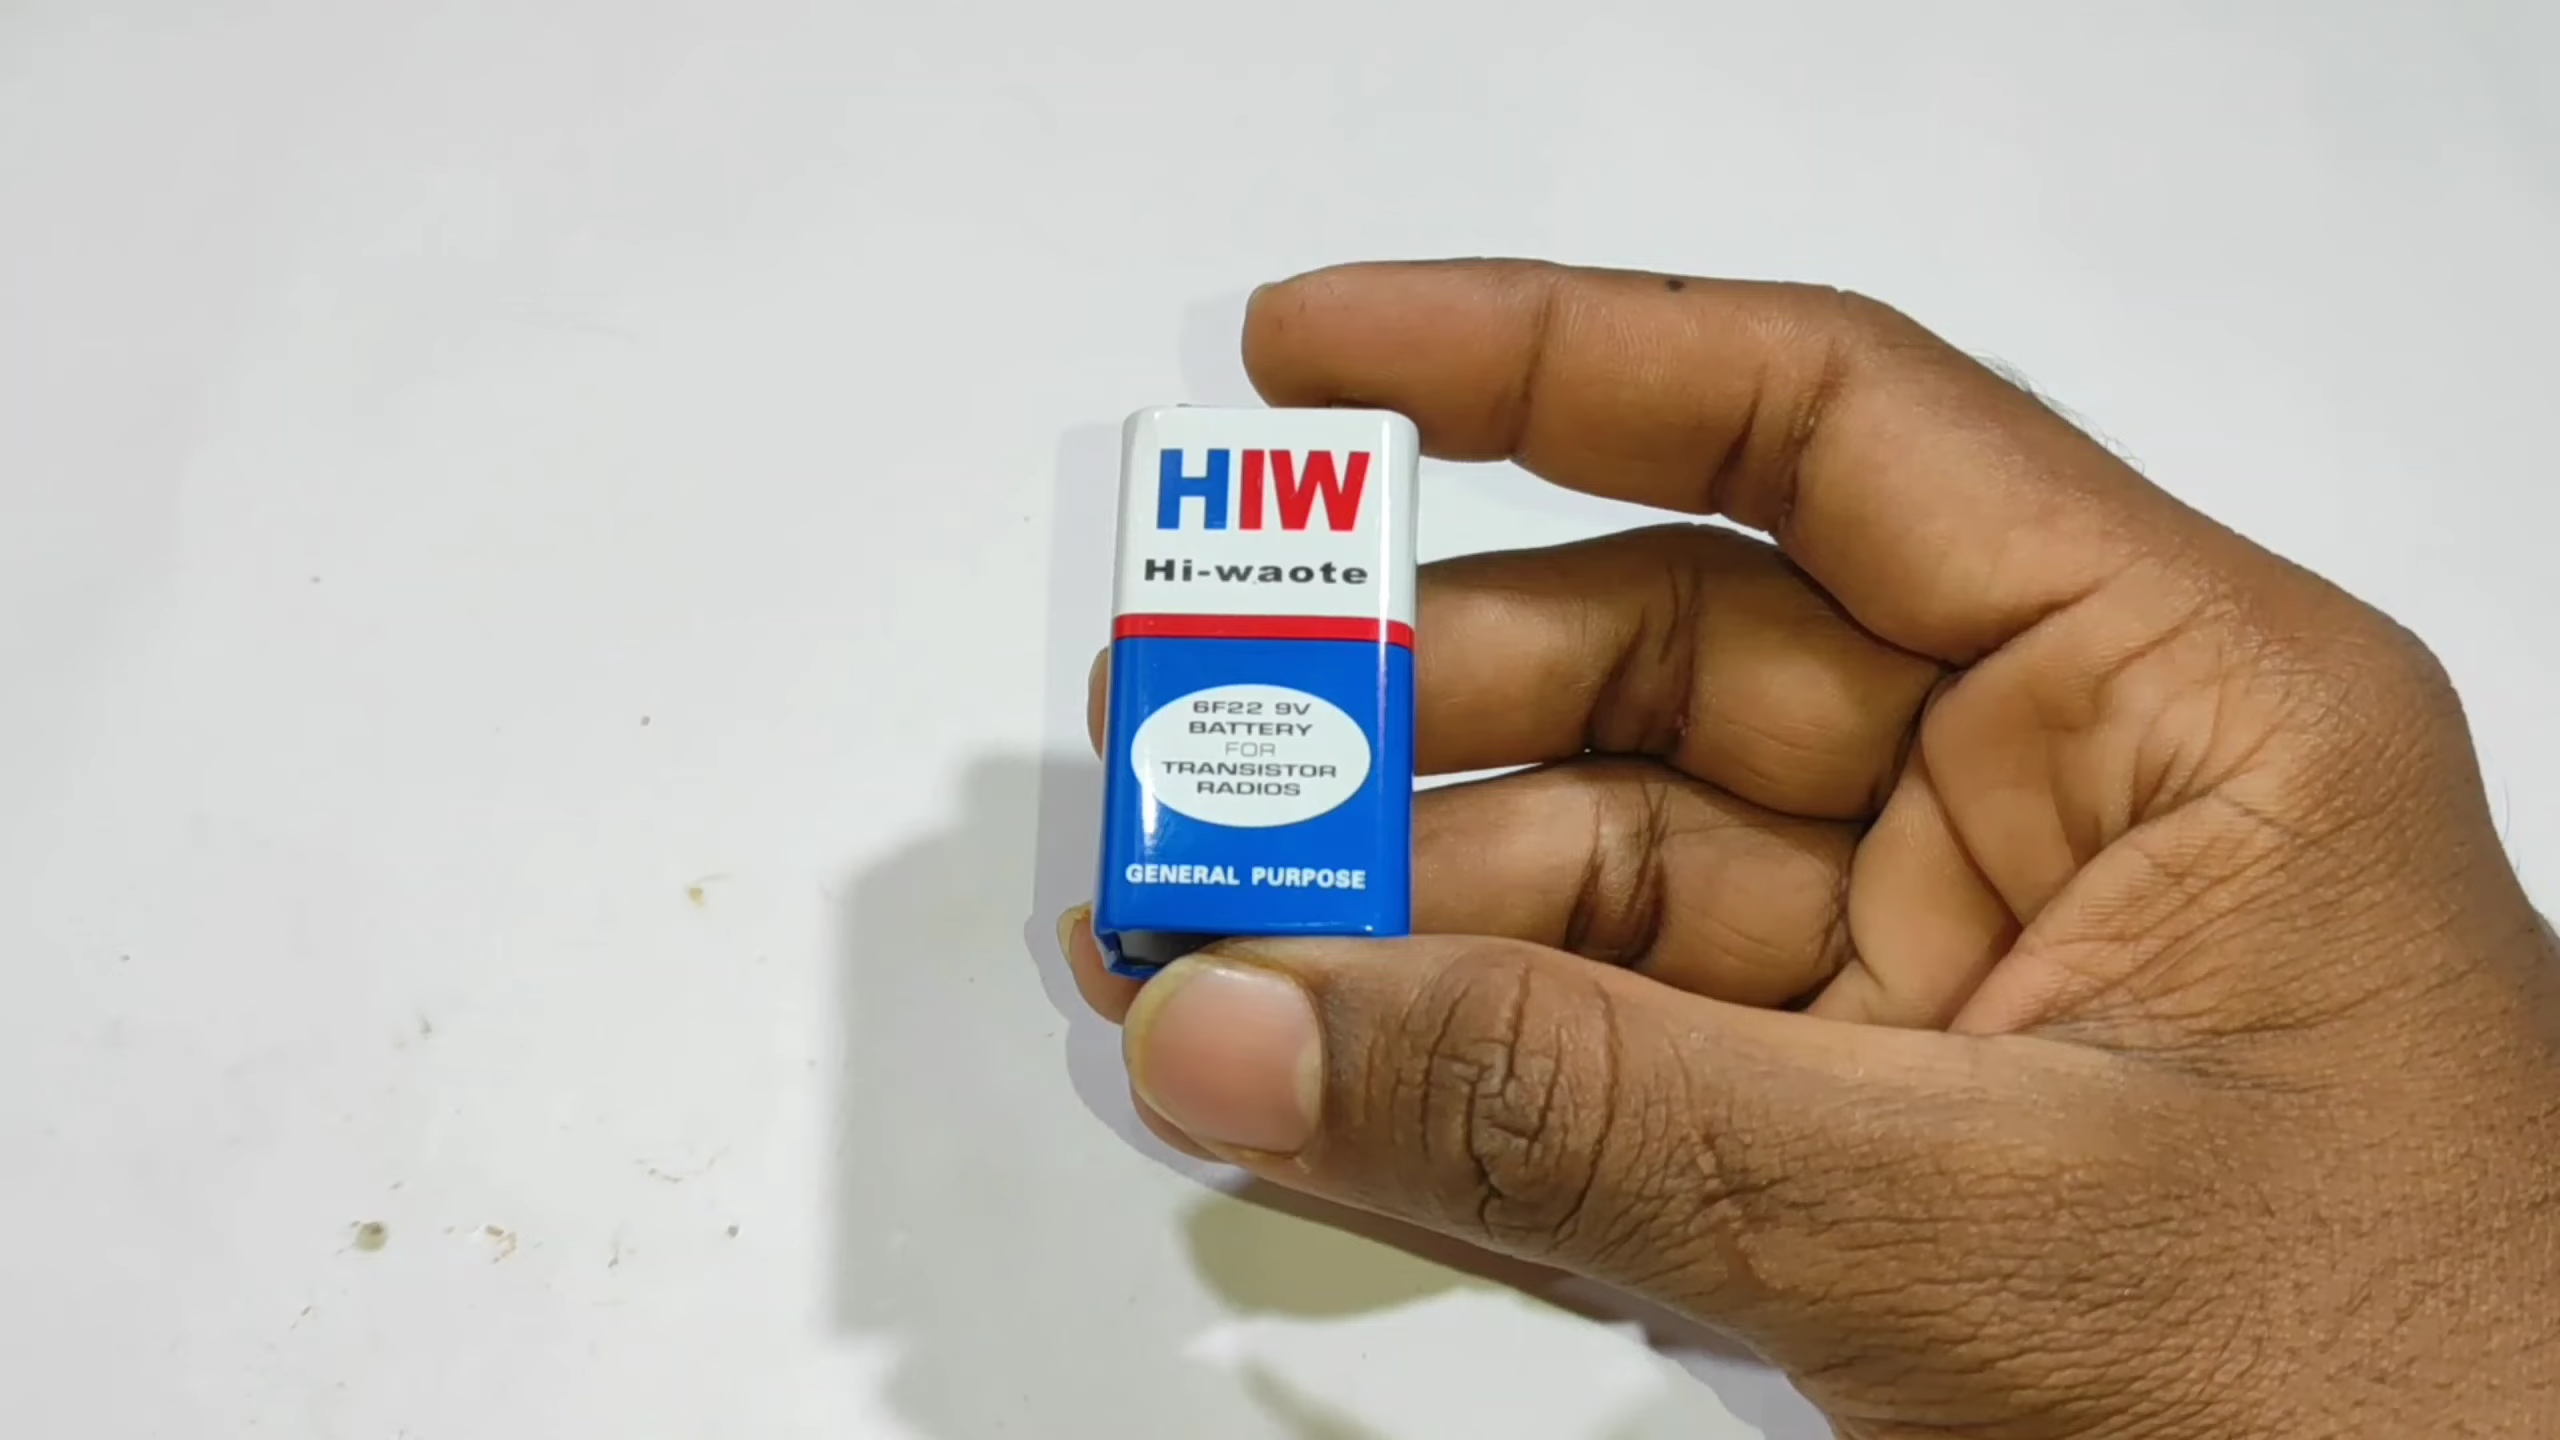 HIW
Hi-waote
6F22 9V
BATTERY
FOR
TRANSISTOR
RADIOS
GENERAL PURPOSE